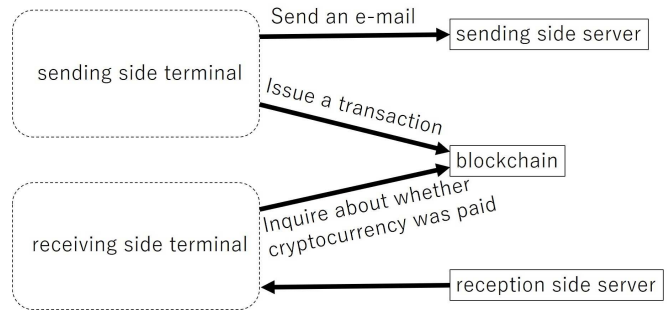 Send an e-mail
sending side server
sending side terminal
Issue a transaction
blockchain
Inquire about whether
cryptocurrency was paid
receiving side terminal
reception side server